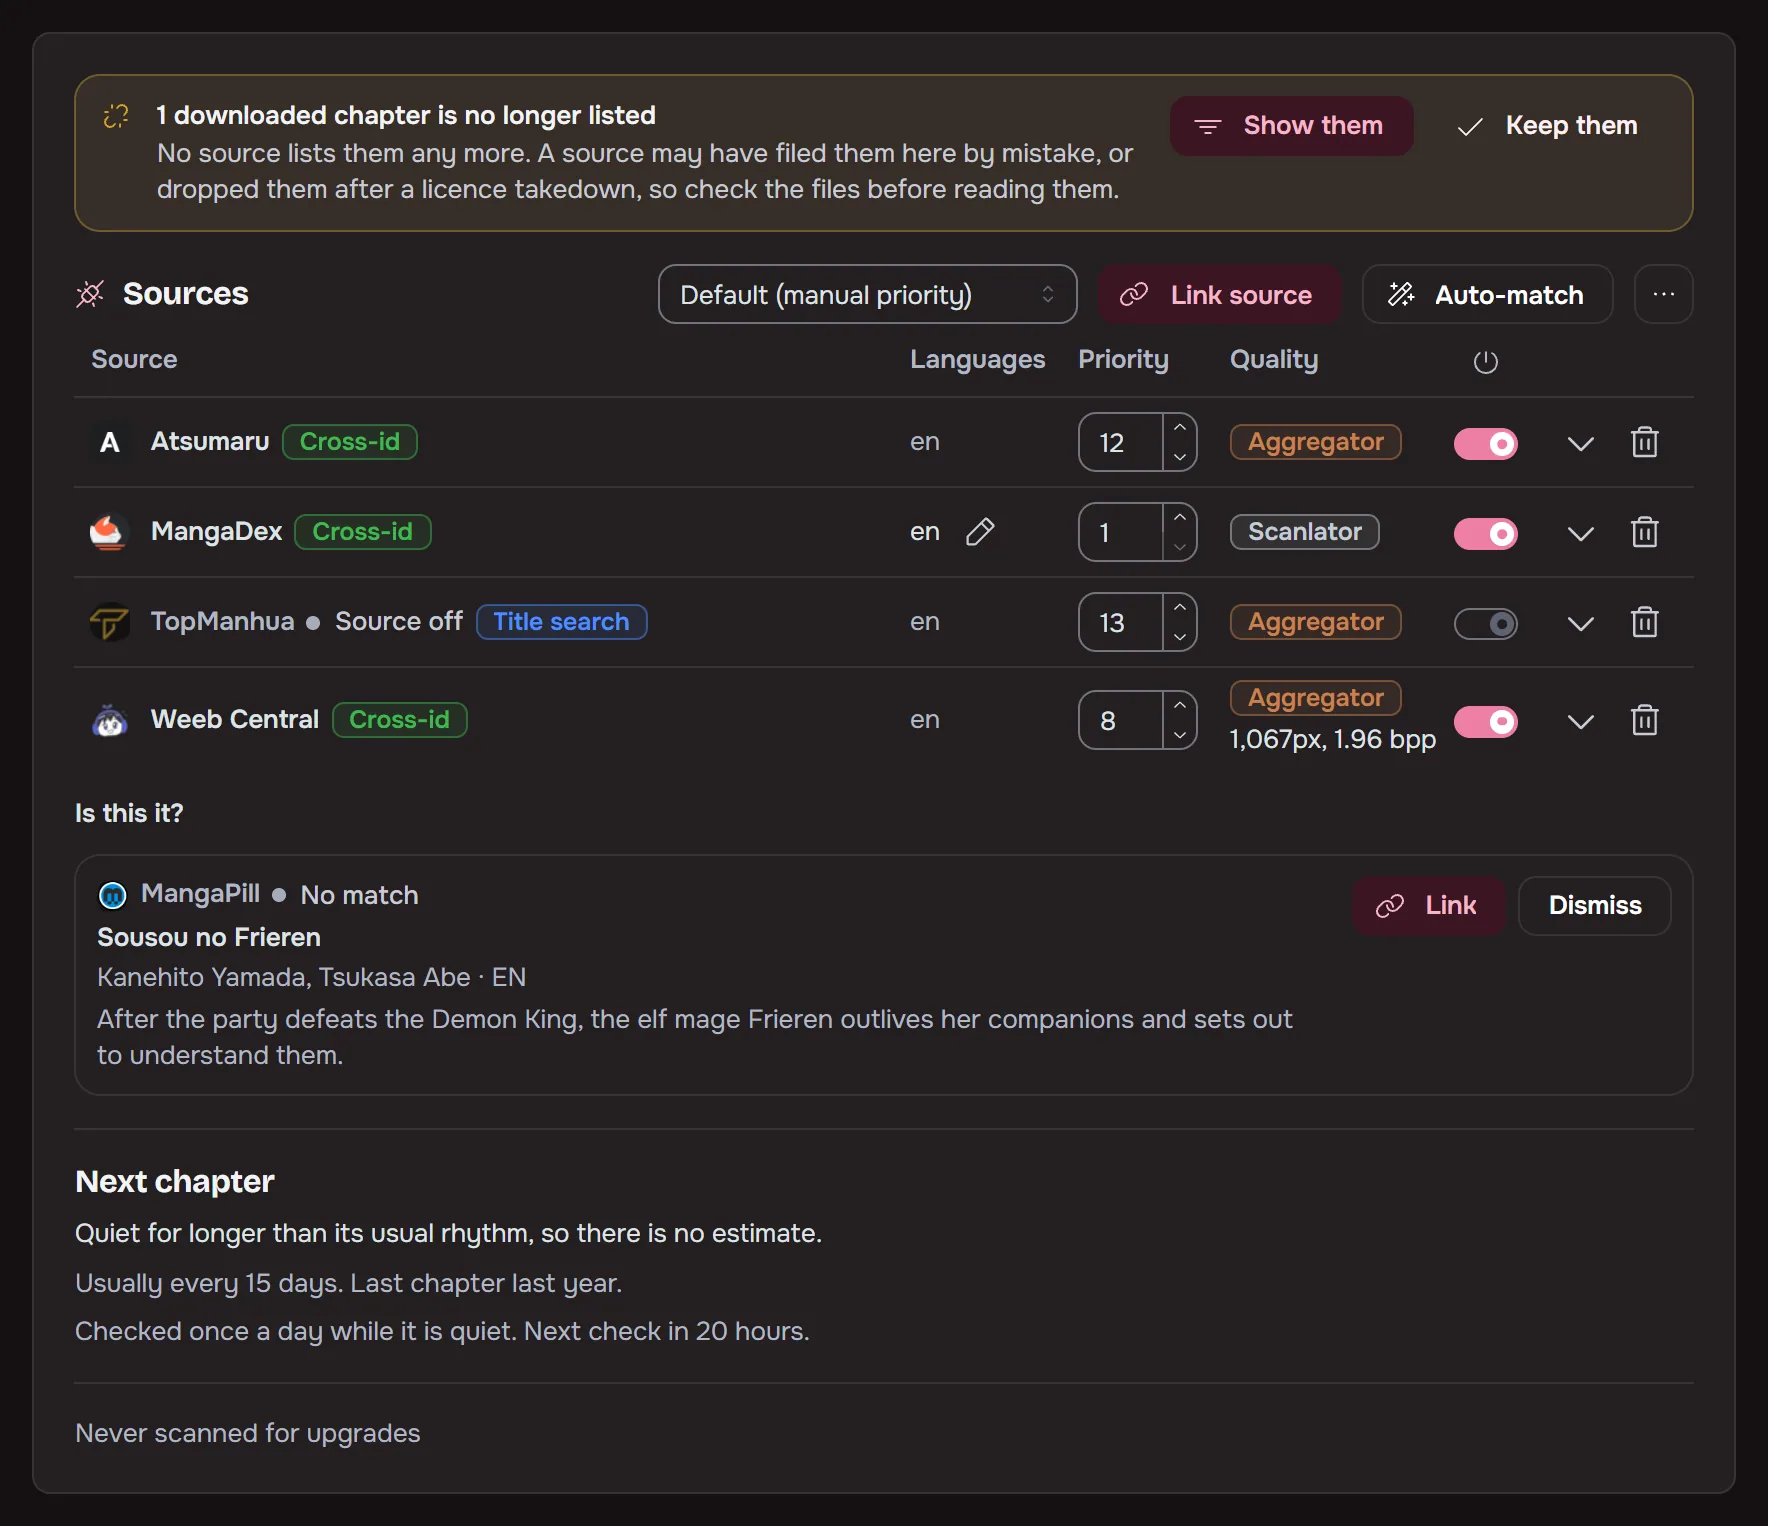 1 downloaded chapter is no longer listed
No source lists them any more. A source may have filed them here by mistake, or
dropped them after a licence takedown, so check the files before reading them.
Show them
Keep them
Sources
Default (manual priority)
Link source
Auto-match
Source Languages Priority Quality
A Atsumaru Cross-id en 12 Aggregator
MangaDex Cross-id en 1 Scanlator
TopManhua Source off Title search en 13 Aggregator
Weeb Central Cross-id en 8 Aggregator
1,067px, 1.96 bpp
Is this it?
MangaPill No match
Link
Dismiss
Sousou no Frieren
Kanehito Yamada, Tsukasa Abe · EN
After the party defeats the Demon King, the elf mage Frieren outlives her companions and sets out
to understand them.
Next chapter
Quiet for longer than its usual rhythm, so there is no estimate.
Usually every 15 days. Last chapter last year.
Checked once a day while it is quiet. Next check in 20 hours.
Never scanned for upgrades